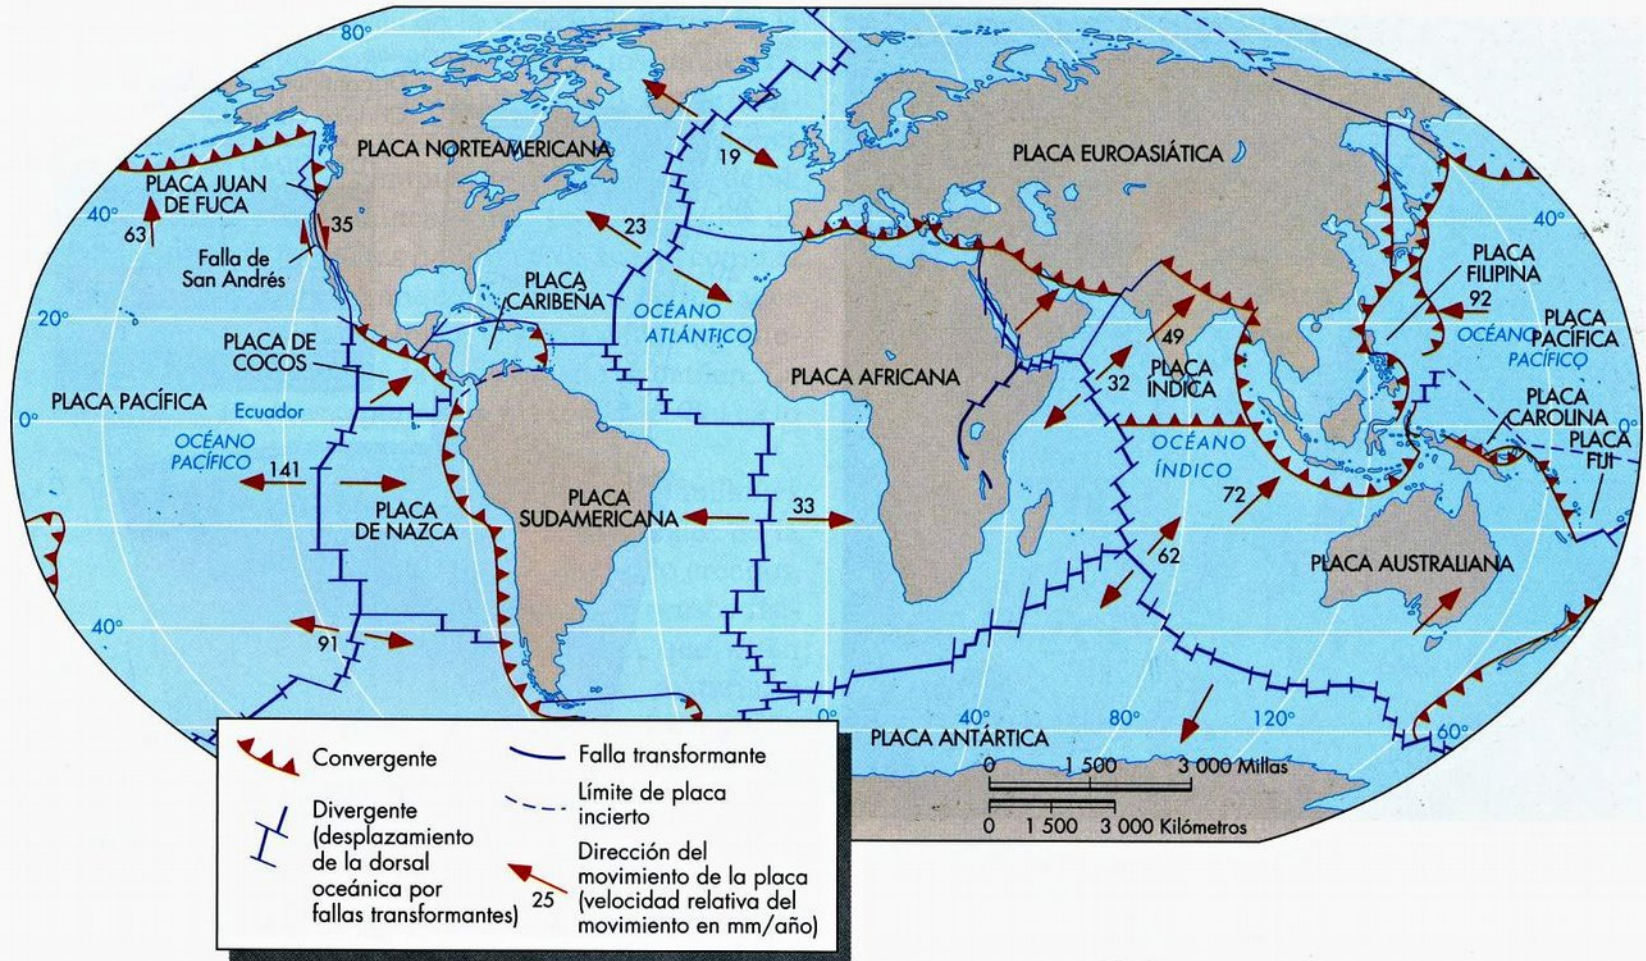 80°
PLACA NORTEAMERICANA
19
PLACA EUROASIÁTICA
PLACA JUAN
DE FUCA
40°
63
35
Falla de
San Andrés
23
PLACA
CARIBEÑA
OCÉANO
ATLÁNTICO
40°
PLACA
FILIPINA
92
20°
PLACA DE
COCOS
PLACA AFRICANA
49
32
PLACA
ÍNDICA
OCÉANO
PACÍFICO
PLACA
PACÍFICA
PLACA PACÍFICA
Ecuador
0°
OCÉANO
PACÍFICO
141
PLACA
DE NAZCA
PLACA
SUDAMERICANA
33
OCÉANO
ÍNDICO
72
62
PLACA
CAROLINA
0°
PLACA
FIJI
PLACA AUSTRALIANA
40°
91
0°
40°
80°
120°
60°
PLACA ANTÁRTICA
0 1 500 3 000 Millas
0 1 500 3 000 Kilómetros
Convergente
Divergente
(desplazamiento
de la dorsal
oceánica por
fallas transformantes)
Falla transformante
Límite de placa
incierto
25
Dirección del
movimiento de la placa
(velocidad relativa del
movimiento en mm/año)